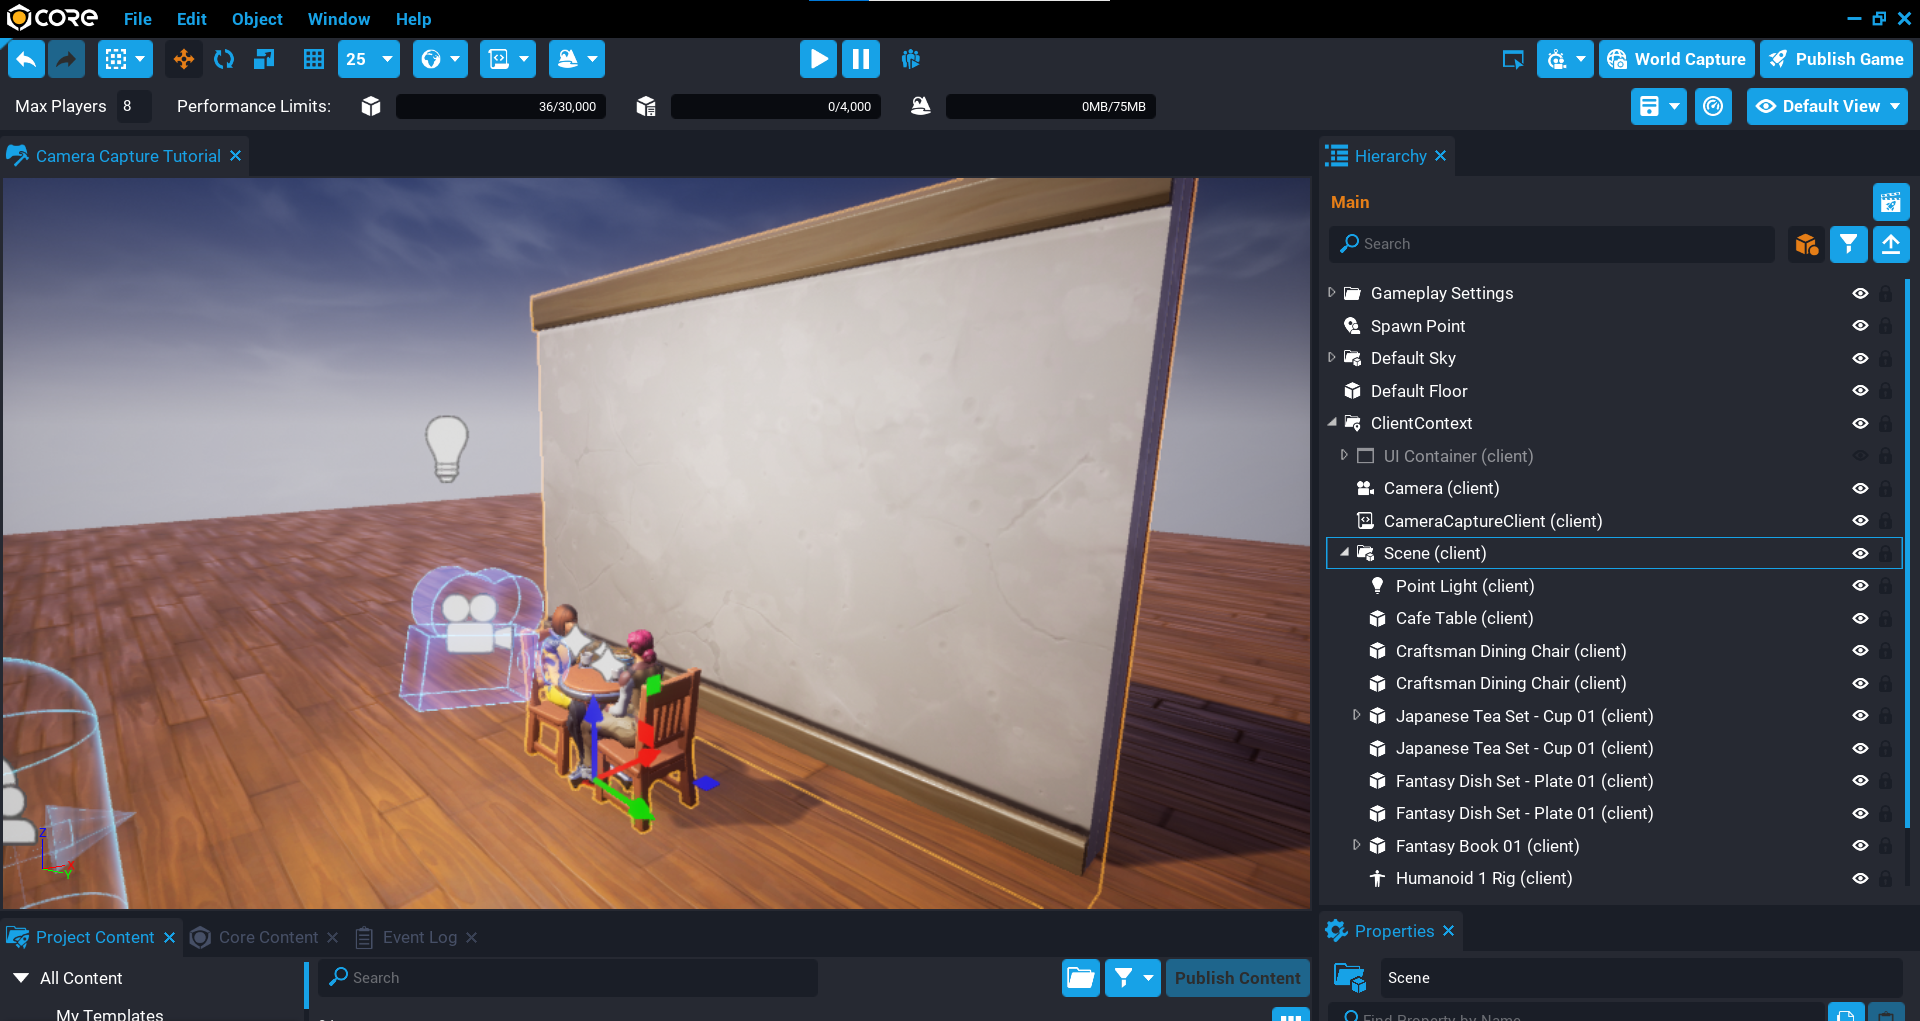 CORE File Edit Object Window Help
25 World Capture Publish Game
Max Players 8 Performance Limits: 36/30,000 0/4,000 0MB/75MB Default View
Camera Capture Tutorial
Z
X
Y
Hierarchy
Main
Search
Gameplay Settings
Spawn Point
Default Sky
Default Floor
ClientContext
UI Container (client)
Camera (client)
CameraCaptureClient (client)
Scene (client)
Point Light (client)
Cafe Table (client)
Craftsman Dining Chair (client)
Craftsman Dining Chair (client)
Japanese Tea Set - Cup 01 (client)
Japanese Tea Set - Cup 01 (client)
Fantasy Dish Set - Plate 01 (client)
Fantasy Dish Set - Plate 01 (client)
Fantasy Book 01 (client)
Humanoid 1 Rig (client)
Project Content Core Content Event Log
All Content
My Templates
Search
Publish Content
Properties
Scene
Find Property by Name